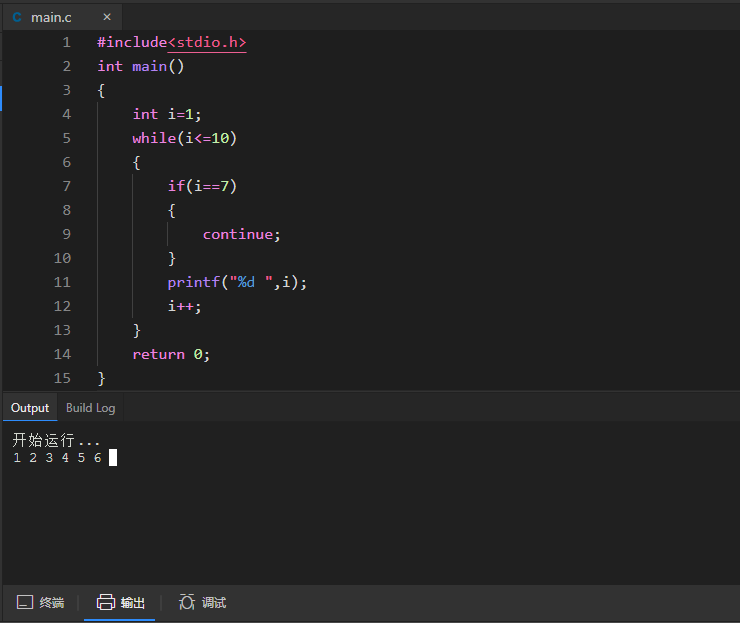 C main.c ×
1 #include<stdio.h>
2 int main()
3 {
4 int i=1;
5 while(i<=10)
6 {
7 if(i==7)
8 {
9 continue;
10 }
11 printf("%d ",i);
12 i++;
13 }
14 return 0;
15 }
Output Build Log
开始运行...
1 2 3 4 5 6
终端 输出 调试